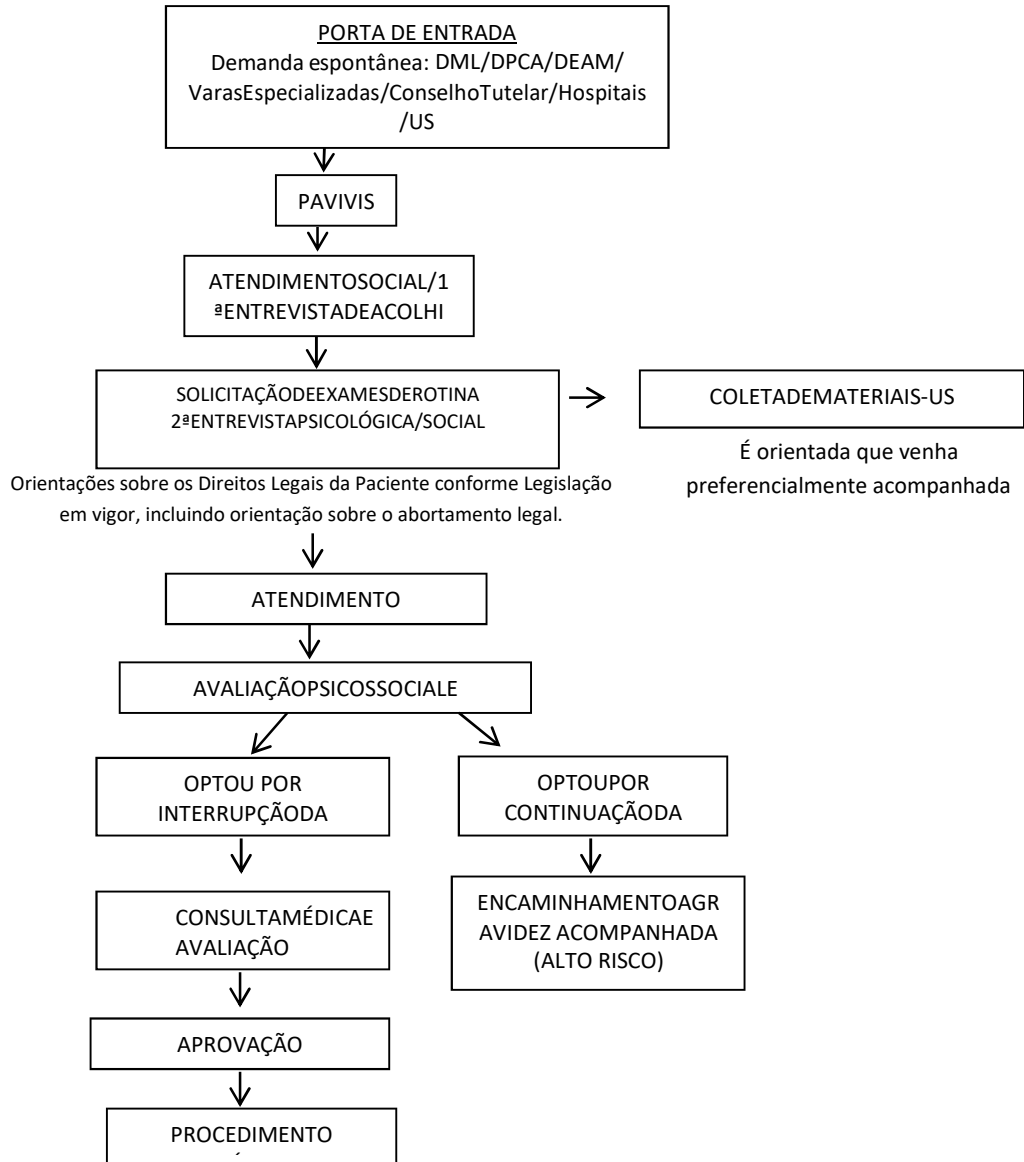 PORTA DE ENTRADA
Demanda espontânea: DML/DPCA/DEAM/
VarasEspecializadas/ConselhoTutelar/Hospitais
/US
PAVIVIS
ATENDIMENTOSOCIAL/1
ªENTREVISTADEACOLHI
SOLICITAÇÃODEEXAMESDEROTINA
2ªENTREVISTAPSICOLÓGICA/SOCIAL
COLETADEMATERIAIS-US
É orientada que venha
preferencialmente acompanhada
Orientações sobre os Direitos Legais da Paciente conforme Legislação
em vigor, incluindo orientação sobre o abortamento legal.
ATENDIMENTO
AVALIAÇÃOPSICOSSOCIALE
OPTOU POR
INTERRUPÇÃODA
OPTOUPOR
CONTINUAÇÃODA
CONSULTAMÉDICAE
AVALIAÇÃO
ENCAMINHAMENTOAGR
AVIDEZ ACOMPANHADA
(ALTO RISCO)
APROVAÇÃO
PROCEDIMENTO